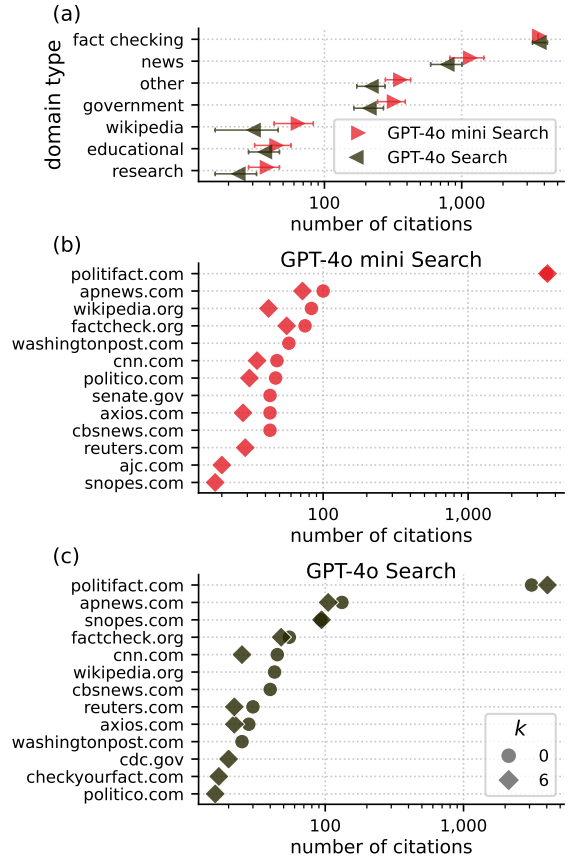 (a)
domain type
fact checking
news
other
government
wikipedia
educational
research
GPT-4o mini Search
GPT-4o Search
100
1,000
number of citations
(b)
GPT-4o mini Search
politifact.com
apnews.com
wikipedia.org
factcheck.org
washingtonpost.com
cnn.com
politico.com
senate.gov
axios.com
cbsnews.com
reuters.com
ajc.com
snopes.com
100
1,000
number of citations
(c)
GPT-4o Search
politifact.com
apnews.com
snopes.com
factcheck.org
cnn.com
wikipedia.org
cbsnews.com
reuters.com
axios.com
washingtonpost.com
cdc.gov
checkyourfact.com
politico.com
k
0
6
100
1,000
number of citations